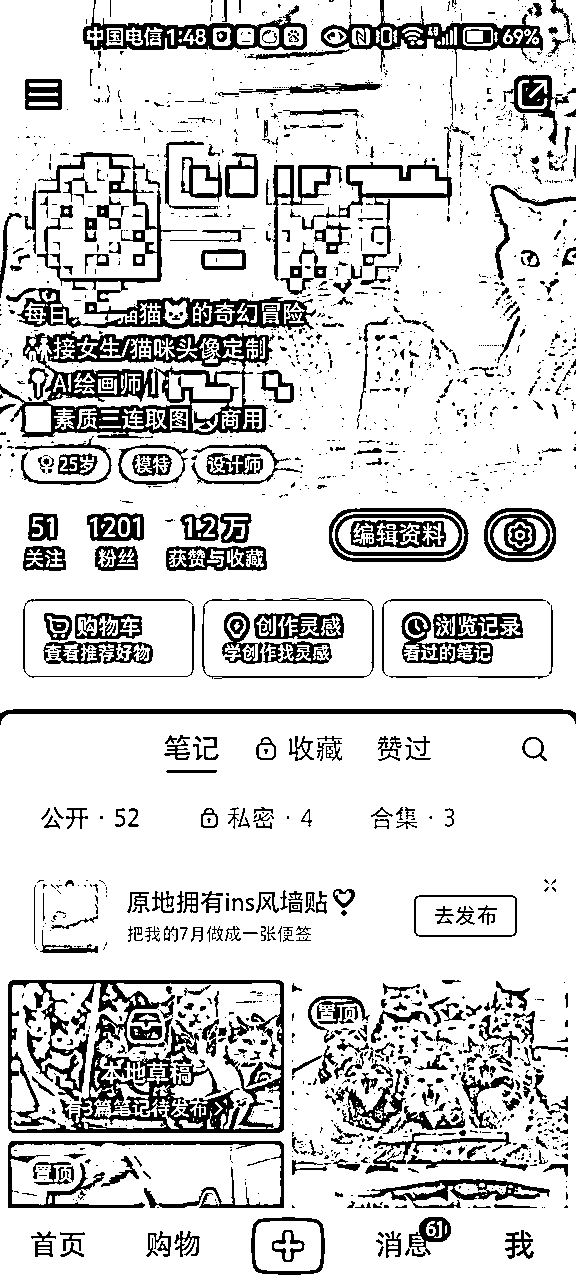 中国电信 1:48 69%
每日 猫猫🐱的奇幻冒险
接女生/猫咪头像定制
AI绘画师
素质三连取图 商用
25岁 模特 设计师
51 1201 1.2万
关注 粉丝 获赞与收藏
编辑资料
购物车 创作灵感 浏览记录
查看推荐好物 学创作找灵感 看过的笔记
笔记 收藏 赞过
公开·52 私密·4 合集·3
原地拥有ins风墙贴
把我的7月做成一张便签
去发布
置顶
本地草稿
有3篇笔记待发布 >
置顶
首页 购物 消息 61 我